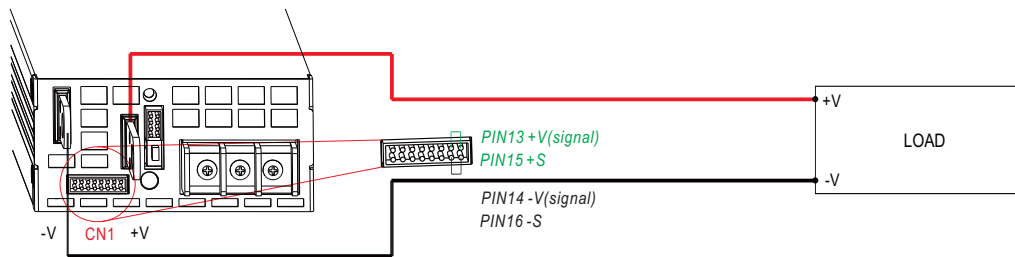 +V
PIN13 +V(signal)
LOAD
PIN15 +S
-V
PIN14 -V(signal)
PIN16 -S
-V
CN1
+V